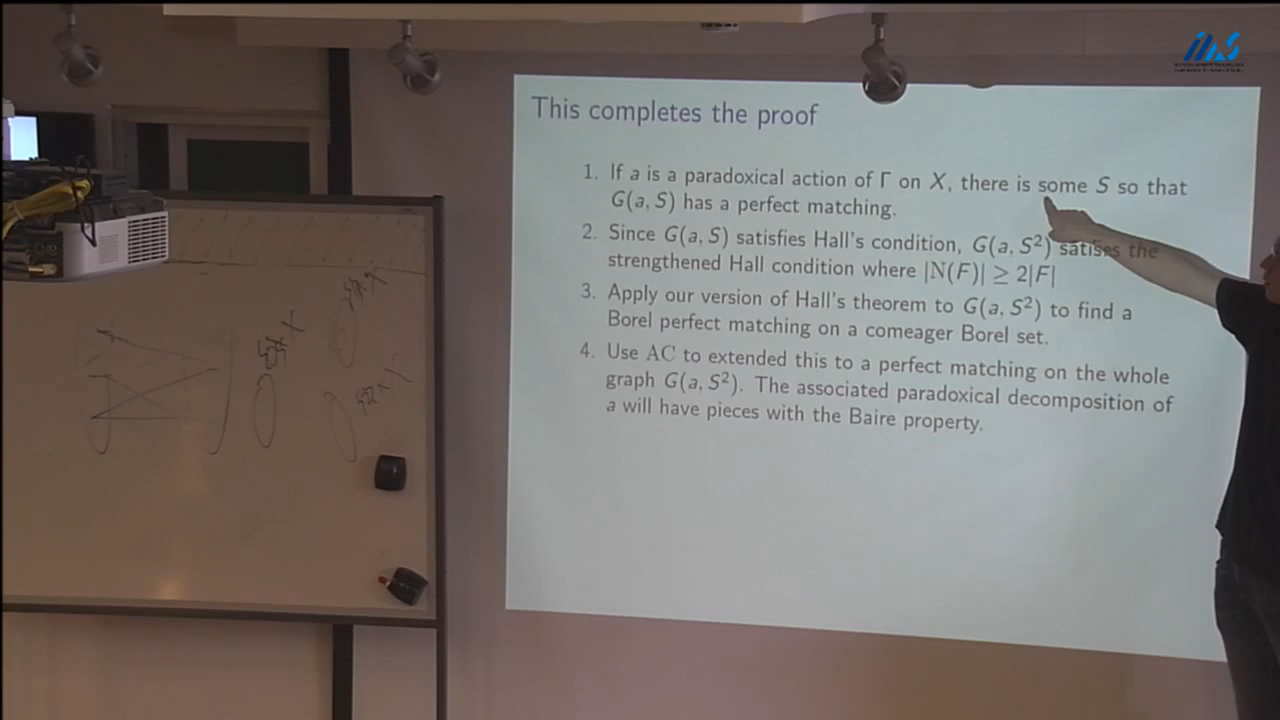 This completes the proof
1. If a is a paradoxical action of Γ on X, there is some S so that
G(a, S) has a perfect matching.
2. Since G(a, S) satisfies Hall's condition, G(a, S²) satises the
strengthened Hall condition where |N(F)| ≥ 2|F|
3. Apply our version of Hall's theorem to G(a, S²) to find a
Borel perfect matching on a comeager Borel set.
4. Use AC to extended this to a perfect matching on the whole
graph G(a, S²). The associated paradoxical decomposition of
a will have pieces with the Baire property.